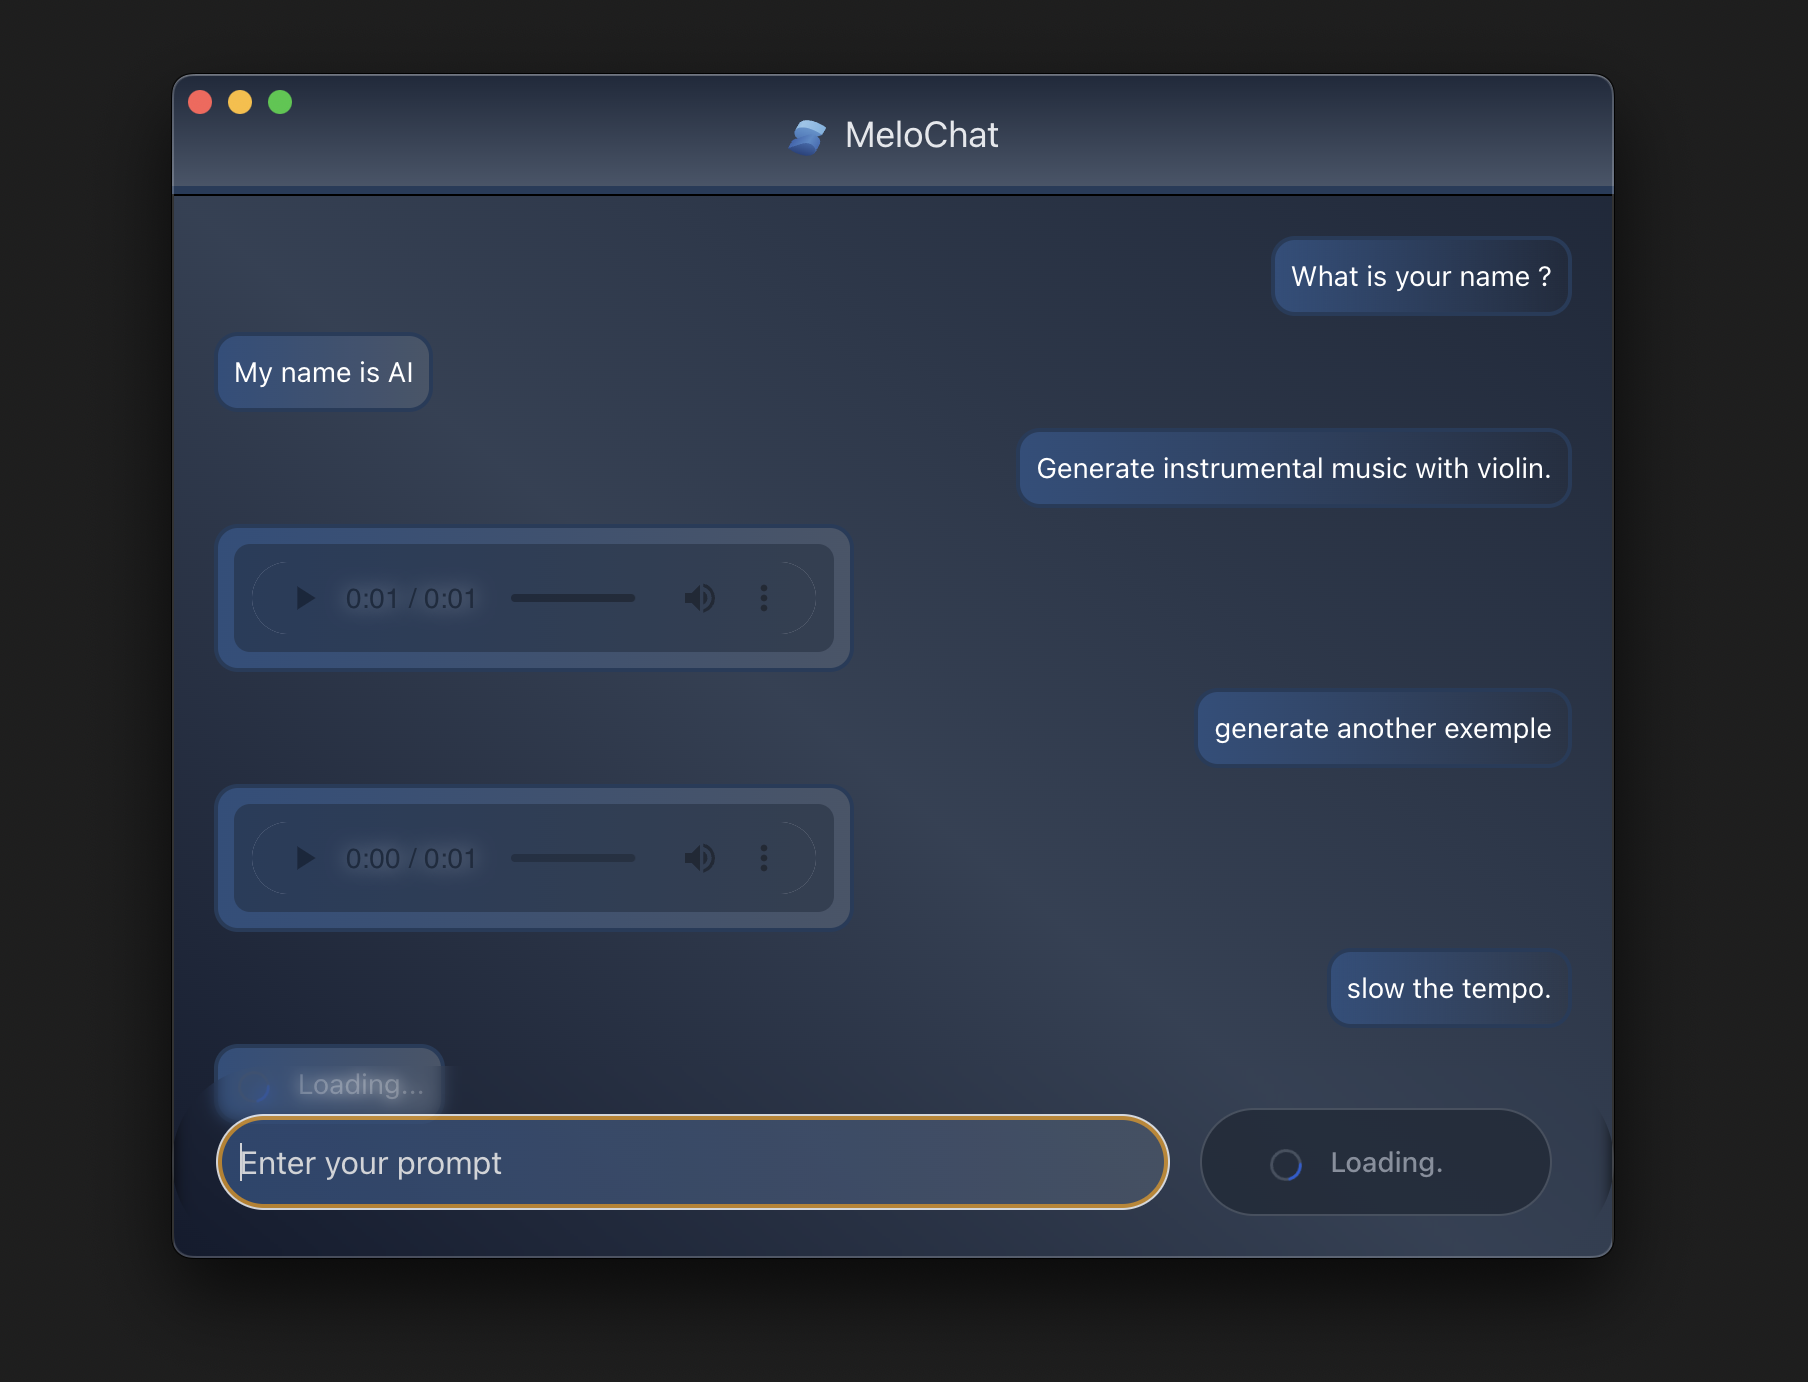 MeloChat
What is your name ?
My name is AI
Generate instrumental music with violin.
0:01 / 0:01
generate another exemple
0:00 / 0:01
slow the tempo.
Loading...
Enter your prompt
Loading.